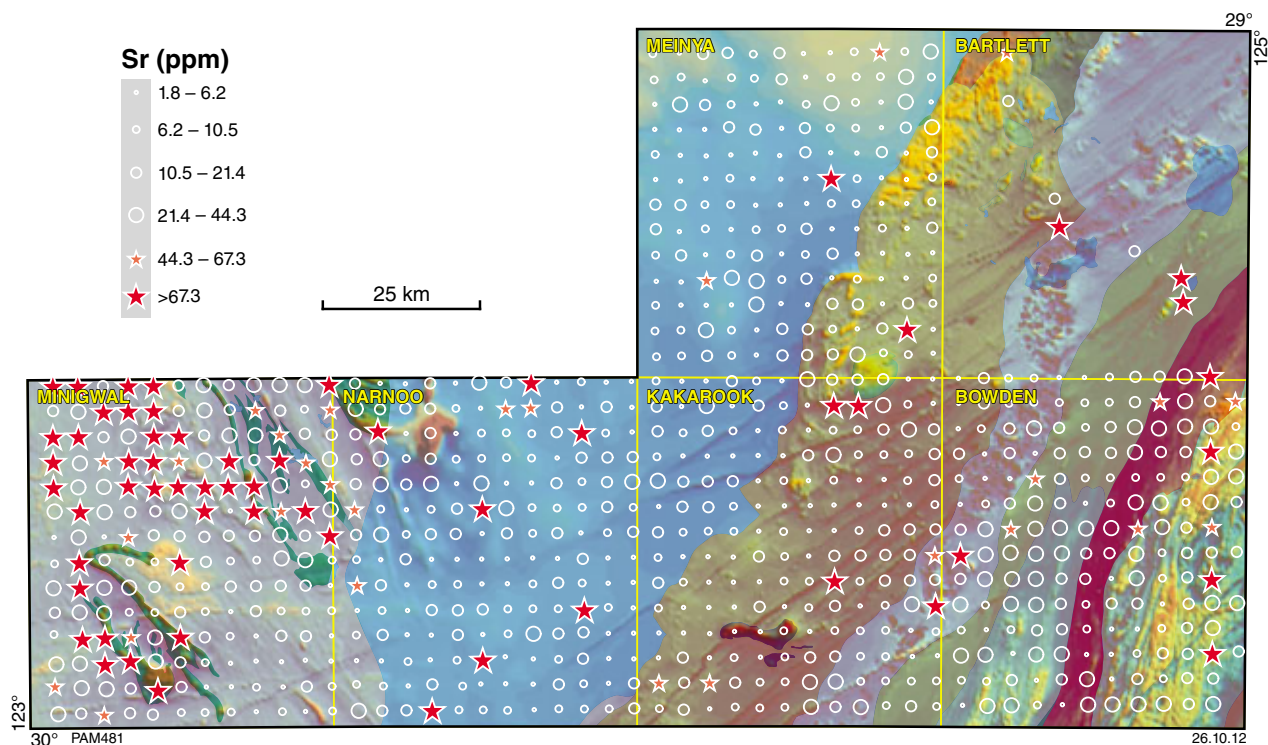 29°
125°
MEINYA
BARTLETT
Sr (ppm)
1.8 – 6.2
6.2 – 10.5
10.5 – 21.4
21.4 – 44.3
44.3 – 67.3
>67.3
25 km
MINIGWAL
NARNOO
KAKAROOK
BOWDEN
123°
30°
PAM481
26.10.12